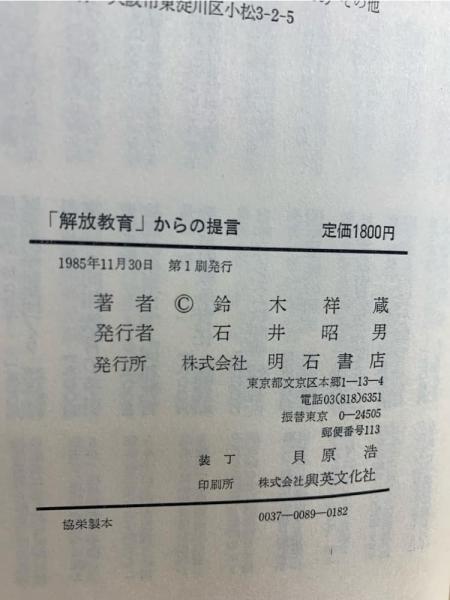 その他
大阪市東淀川区小松3-2-5
「解放教育」からの提言 定価1800円
1985年11月30日 第1刷発行
著者 © 鈴木祥蔵
発行者 石井昭男
発行所 株式会社 明石書店
東京都文京区本郷1―13―4
電話03(818)6351
振替東京 0―24505
郵便番号113
装丁 貝原浩
印刷所 株式会社興英文化社
協栄製本 0037―0089―0182